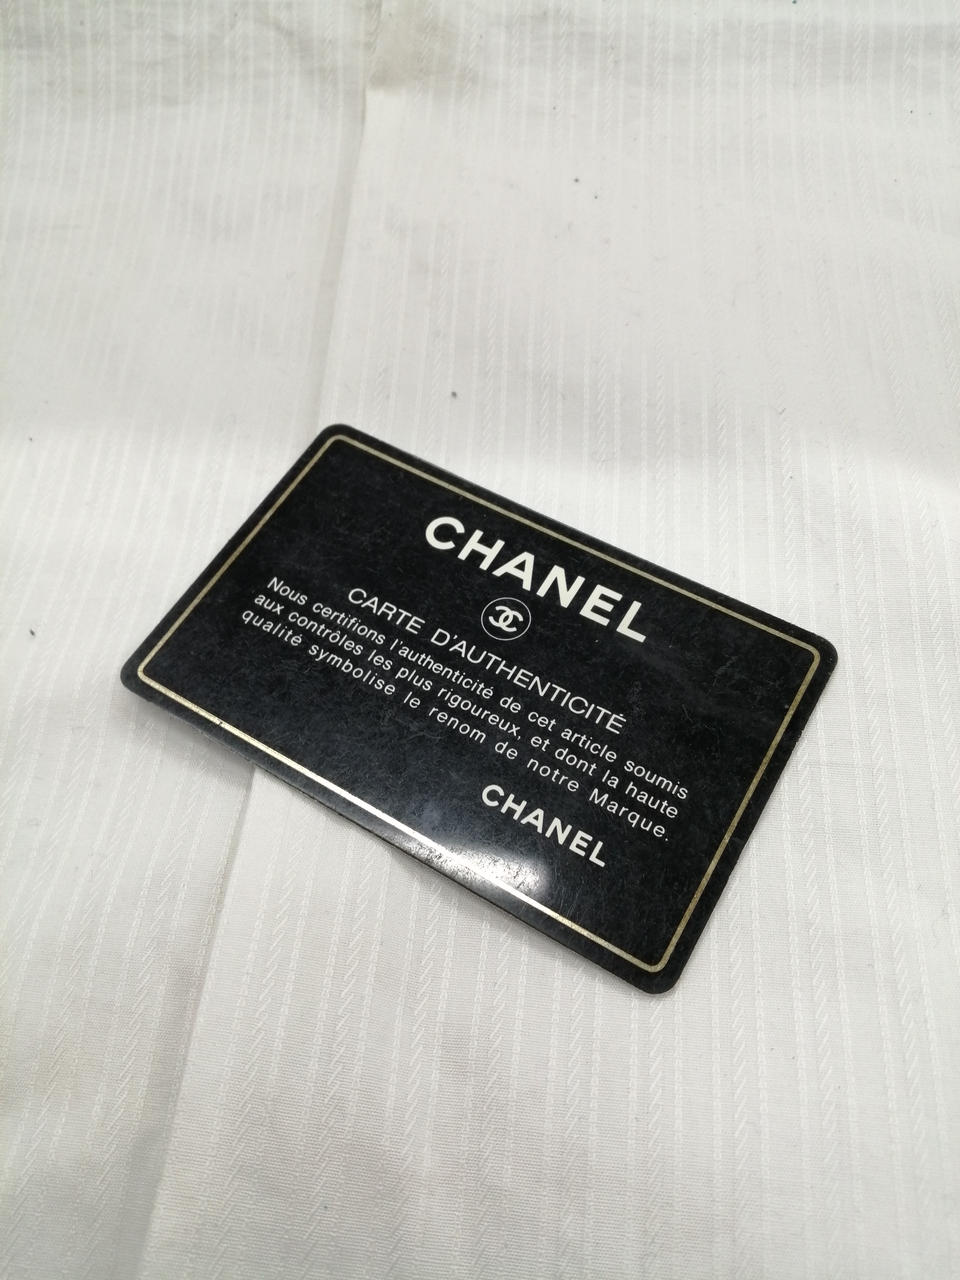 CHANEL
CARTE D'AUTHENTICITÉ
Nous certifions l'authenticité de cet article soumis
aux contrôles les plus rigoureux, et dont la haute
qualité symbolise le renom de notre Marque.
CHANEL